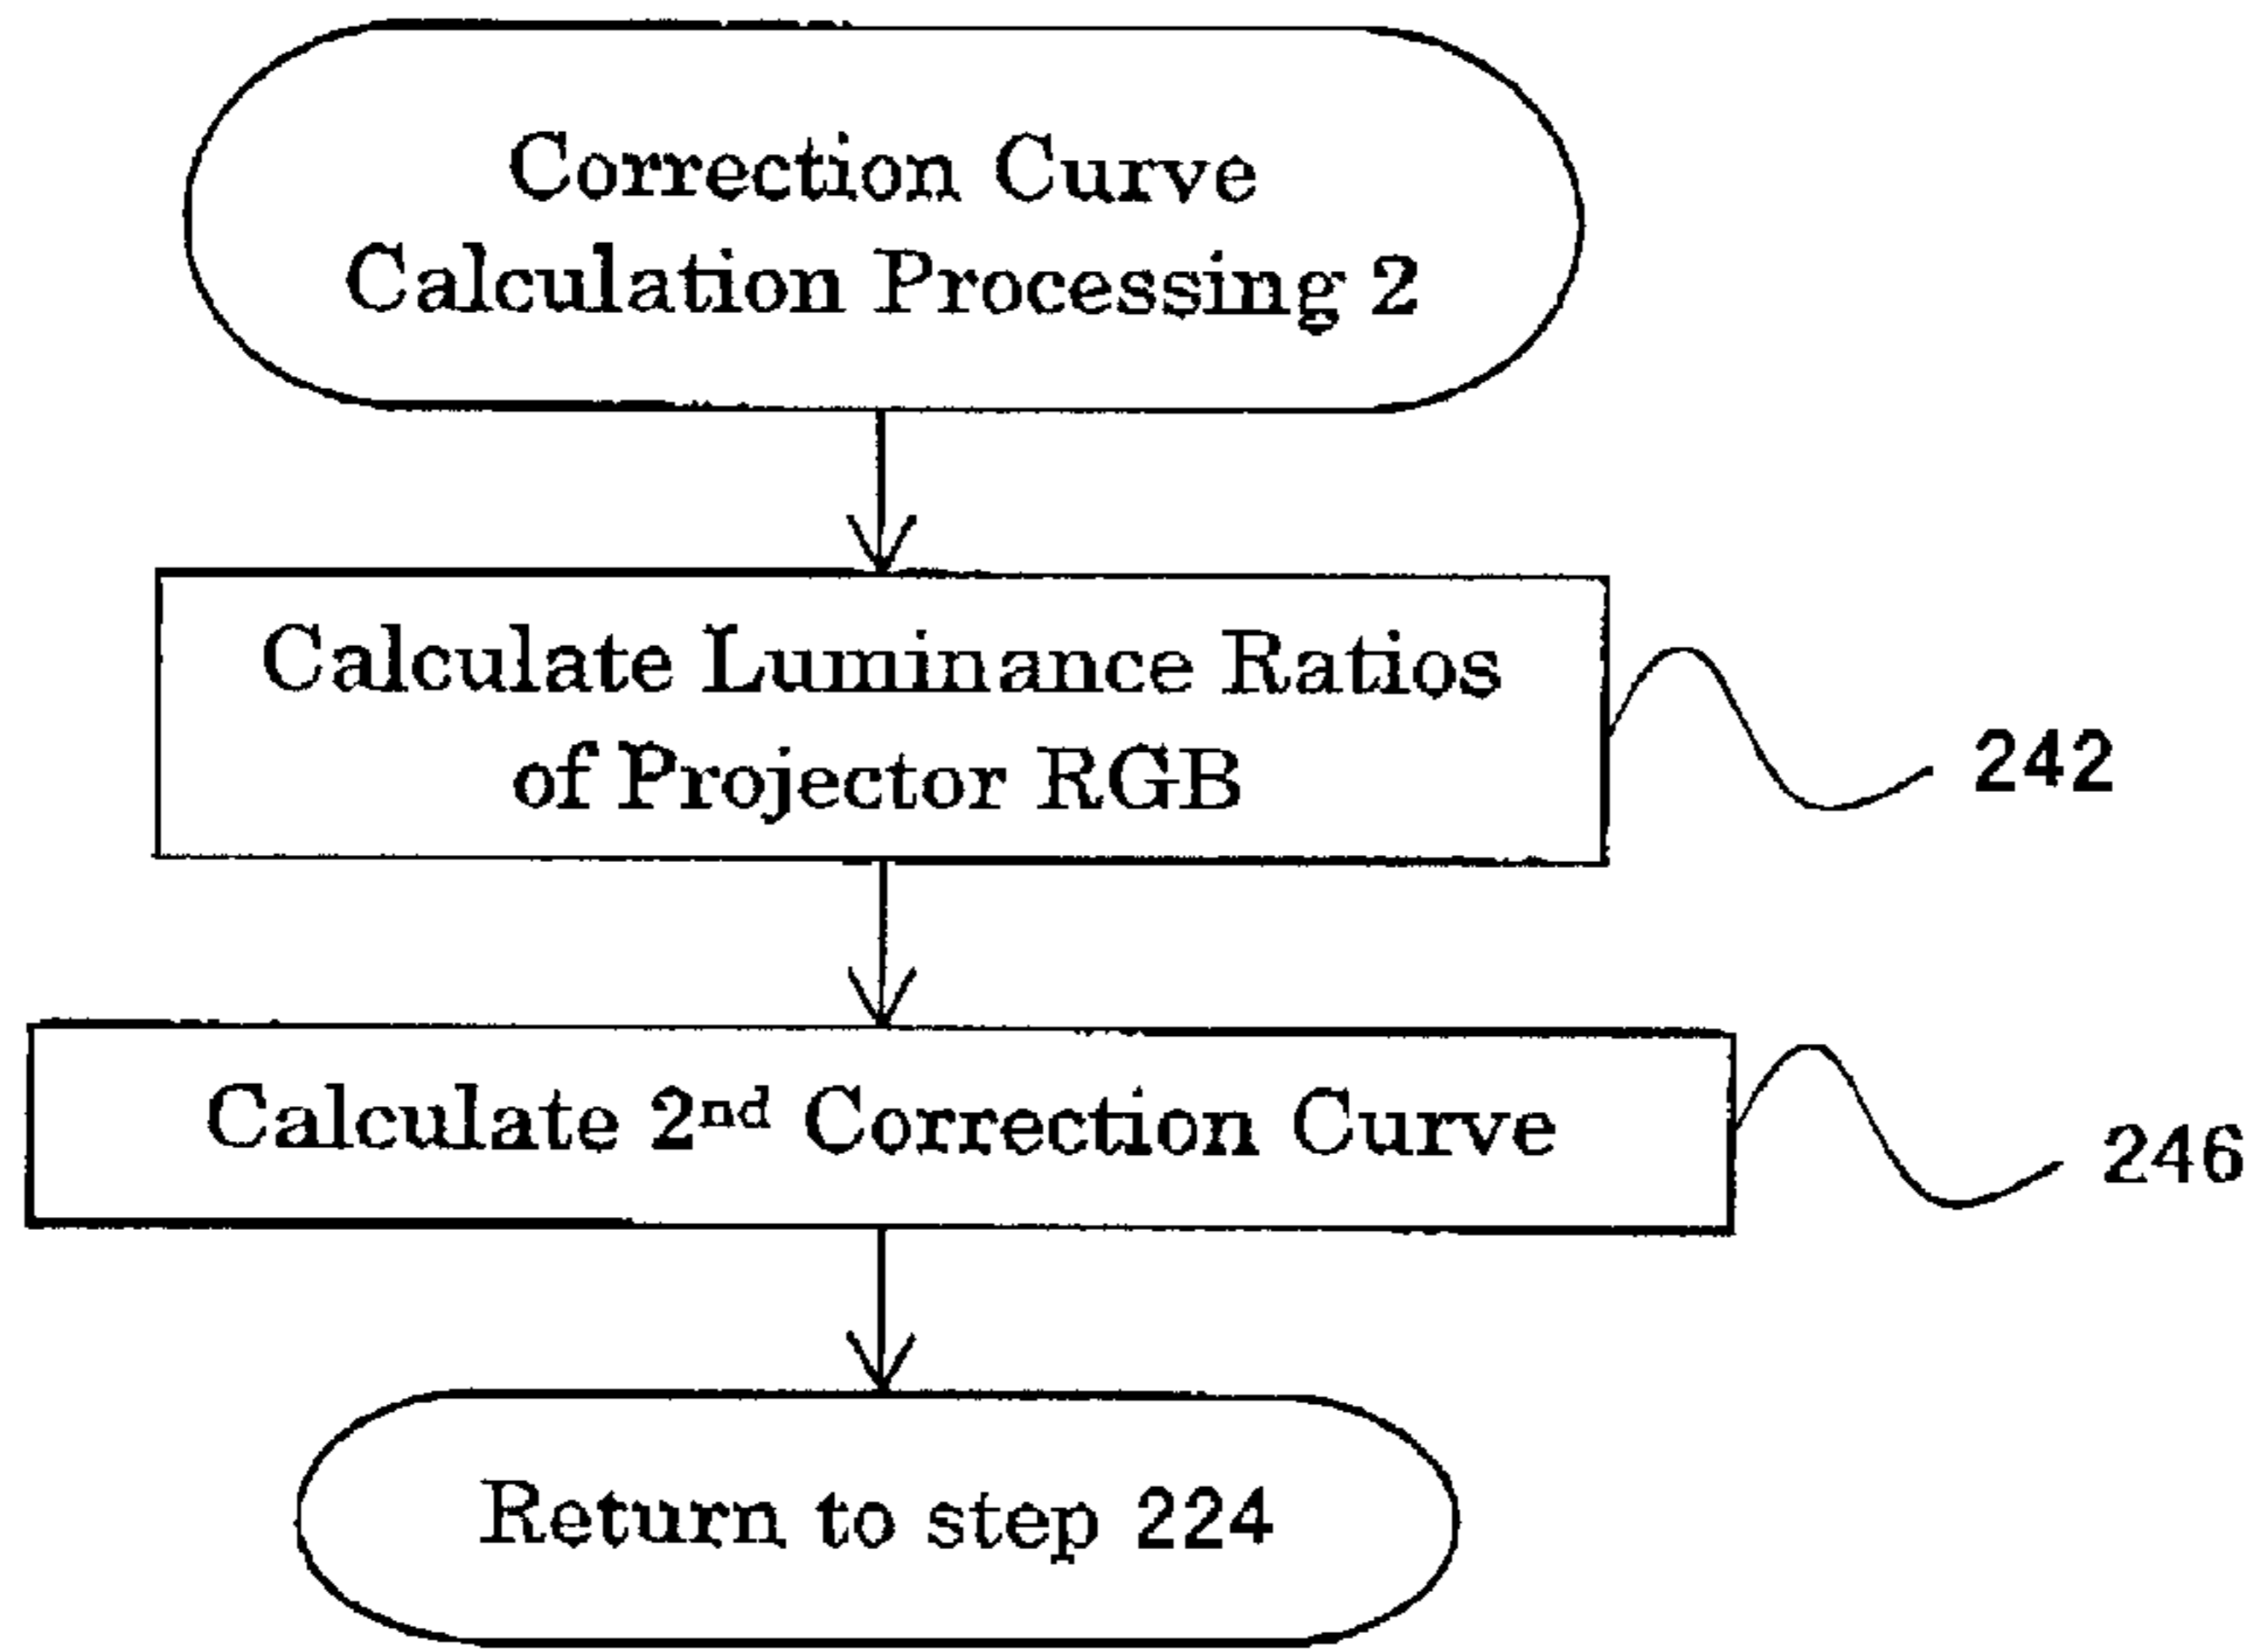 Correction Curve
Calculation Processing 2
Calculate Luminance Ratios
of Projector RGB
242
Calculate 2nd Correction Curve
246
Return to step 224